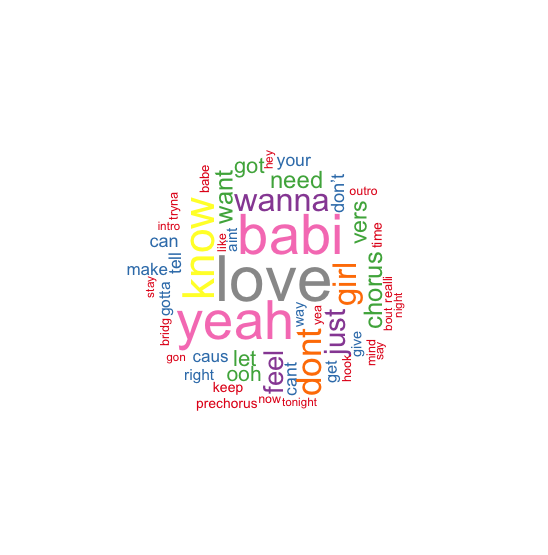 hey
got
your
babe
want
need
don't
outro
tryna
wanna
vers
intro
know
like
aint
babi
time
can
tell
love
girl
chorus
realli
make
stay
gotta
yeah
way
yea
just
bout
night
bridg
give
gon
caus
let
feel
dont
get
hook
mind
say
right
ooh
cant
keep
prechorus
now
tonight